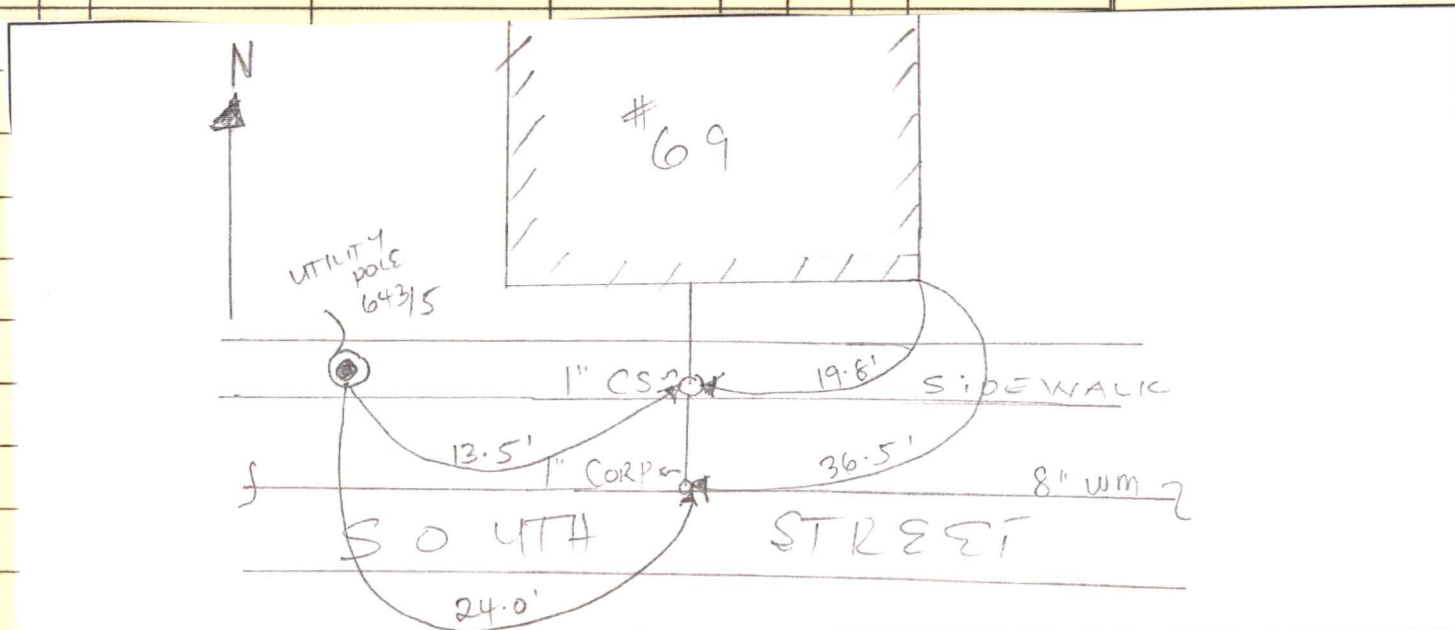 N
#69
UTILITY
POLE
643/5
1" CS
19.8'
SIDEWALK
13.5'
1" CORP
36.5'
8" WM
SOUTH STREET
24.0'